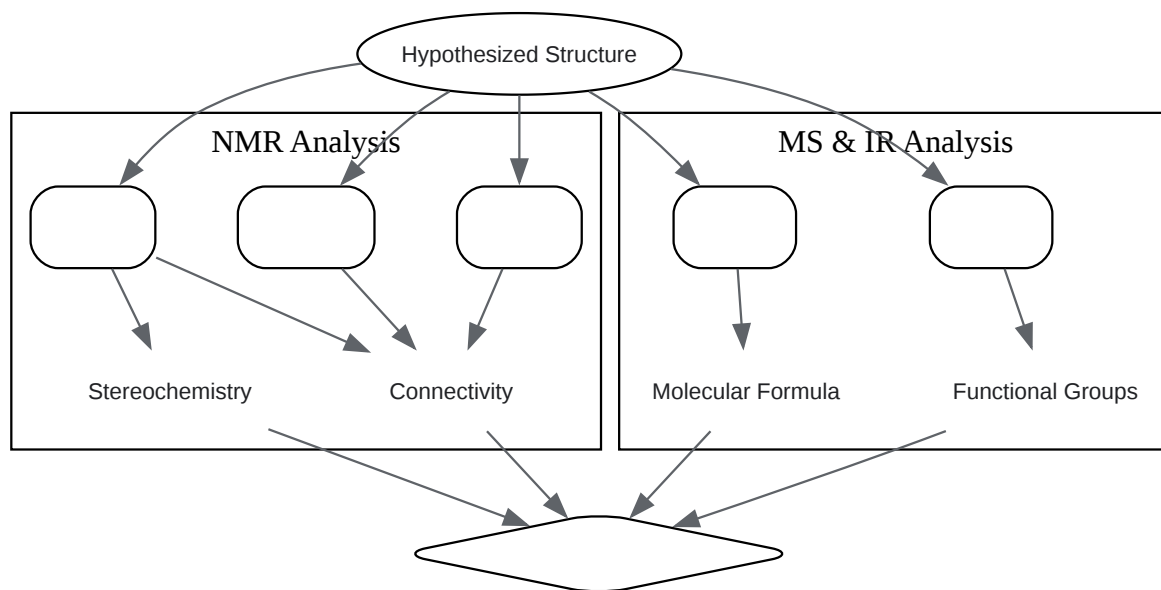 Hypothesized Structure
NMR Analysis
MS & IR Analysis
Stereochemistry
Connectivity
Molecular Formula
Functional Groups